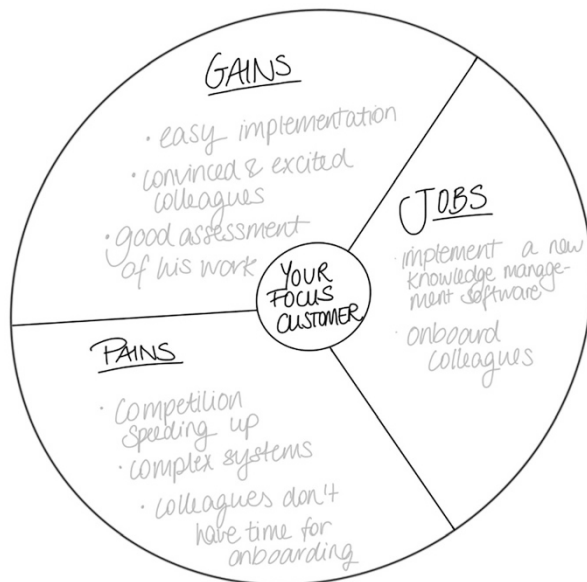 GAINS
· easy implementation
· convinced & excited
colleagues
· good assessment
of his work
JOBS
· implement a new
knowledge manage-
ment software
· onboard
colleagues
YOUR
FOCUS
CUSTOMER
PAINS
· competition
speeding up
· complex systems
· colleagues don't
have time for
onboarding